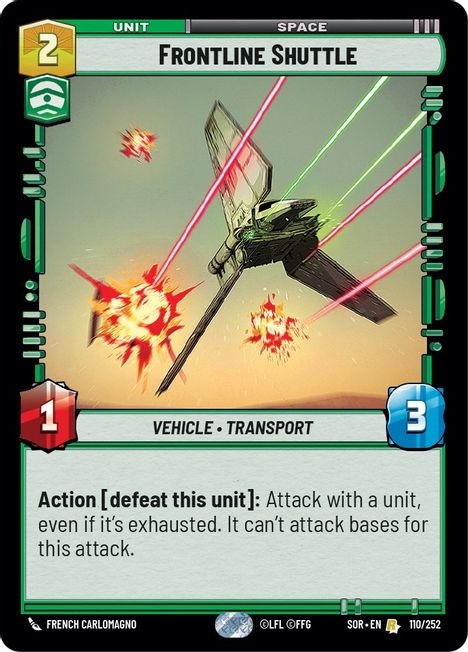 UNIT
SPACE
2
FRONTLINE SHUTTLE
1
3
VEHICLE • TRANSPORT
Action [defeat this unit]: Attack with a unit,
even if it's exhausted. It can't attack bases for
this attack.
FRENCH CARLOMAGNO
©LFL ©FFG
SOR • EN
R
110/252